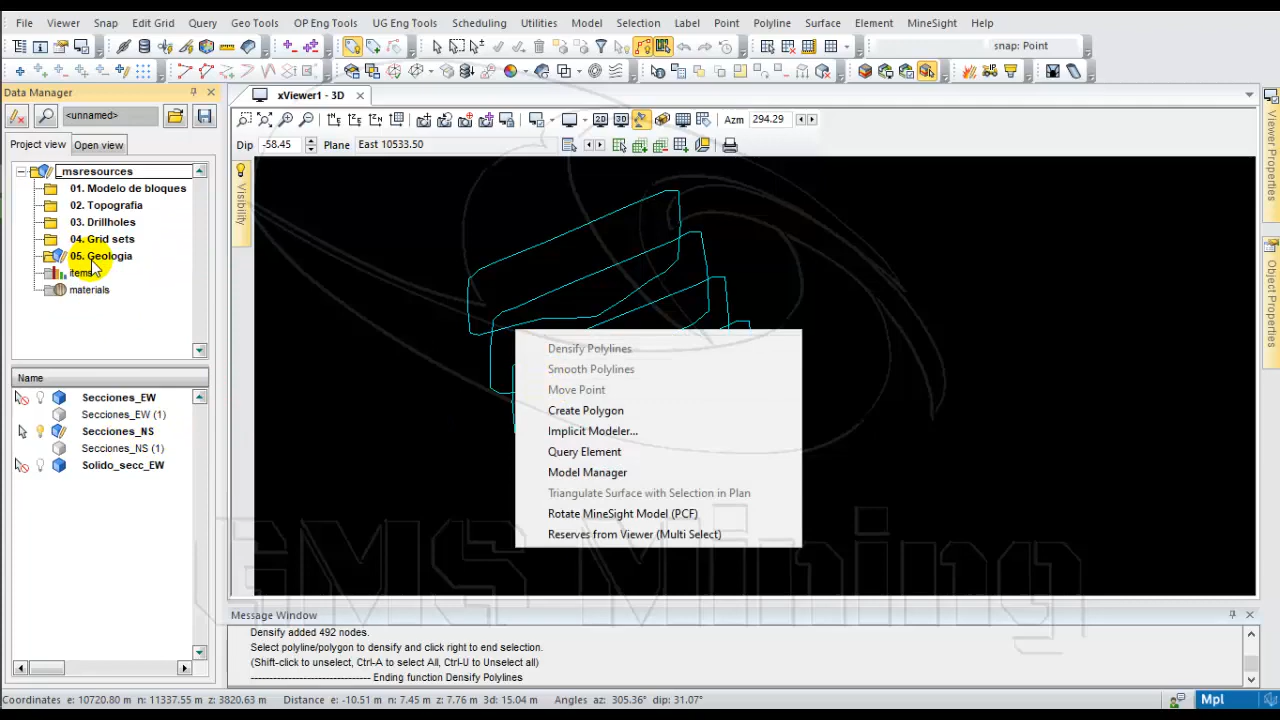 File Viewer Snap Edit Grid Query Geo Tools OP Eng Tools UG Eng Tools Scheduling Utilities Model Selection Label Point Polyline Surface Element MineSight Help
snap: Point
Data Manager
xViewer1 - 3D
<unnamed>
2D 3D Azm 294.29
Project view Open view
Dip -58.45 Plane East 10533.50
_msresources
01. Modelo de bloques
02. Topografia
03. Drillholes
04. Grid sets
05. Geologia
items
materials
Visibility
Viewer Properties
Object Properties
Densify Polylines
Smooth Polylines
Move Point
Create Polygon
Implicit Modeler...
Query Element
Model Manager
Triangulate Surface with Selection in Plan
Rotate MineSight Model (PCF)
Reserves from Viewer (Multi Select)
Name
Secciones_EW
Secciones_EW (1)
Secciones_NS
Secciones_NS (1)
Solido_secc_EW
GMS Mining
Message Window
Densify added 492 nodes.
Select polyline/polygon to densify and click right to end selection.
(Shift-click to unselect, Ctrl-A to select All, Ctrl-U to Unselect all)
------------------------------- Ending function Densify Polylines
Coordinates e: 10720.80 m n: 11337.55 m z: 3820.63 m Distance e: -10.51 m n: 7.45 m z: 7.76 m 3d: 15.04 m Angles az: 305.36° dip: 31.07°
Mpl